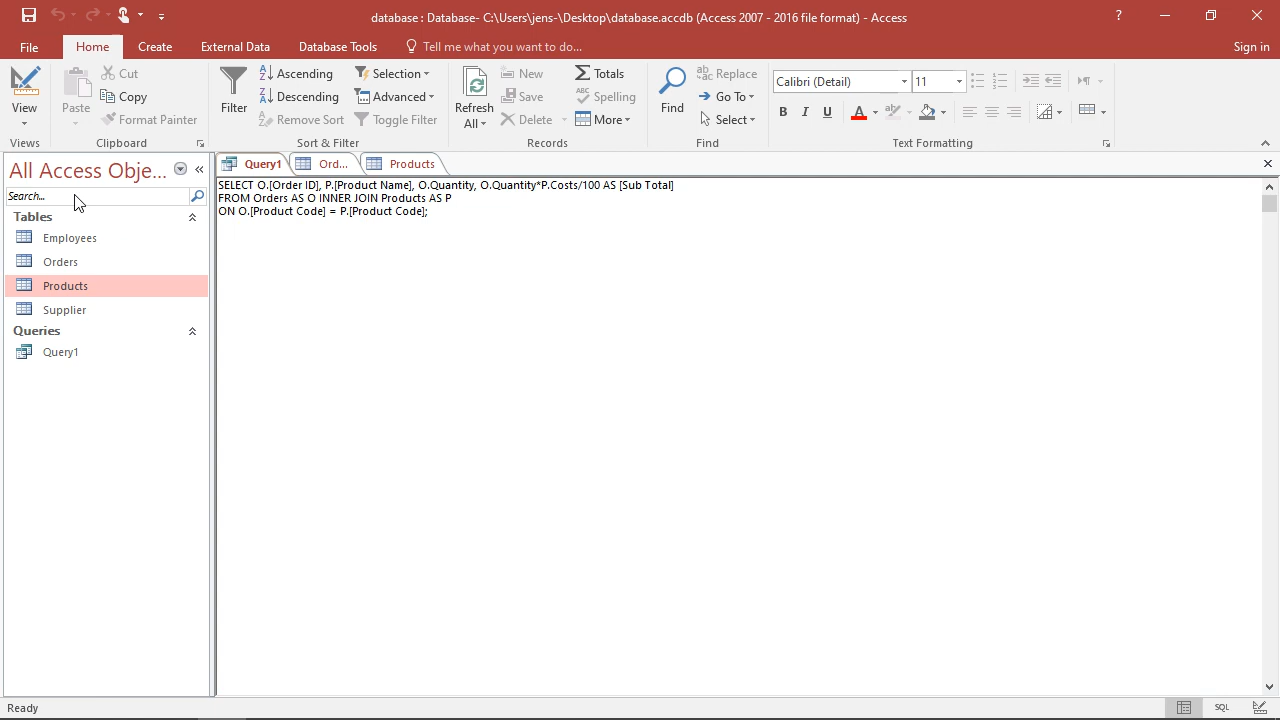 database : Database- C:\Users\jens-\Desktop\database.accdb (Access 2007 - 2016 file format) - Access
?
File Home Create External Data Database Tools Tell me what you want to do... Sign in
View
Views
Paste
Cut
Copy
Format Painter
Clipboard
Filter
Ascending
Descending
Remove Sort
Selection
Advanced
Toggle Filter
Sort & Filter
Refresh
All
New
Save
Delete
Totals
Spelling
More
Records
Find
Replace
Go To
Select
Find
Calibri (Detail) 11
B I U A
Text Formatting
All Access Obje...
Search...
Tables
Employees
Orders
Products
Supplier
Queries
Query1
Query1 Ord... Products
SELECT O.[Order ID], P.[Product Name], O.Quantity, O.Quantity*P.Costs/100 AS [Sub Total]
FROM Orders AS O INNER JOIN Products AS P
ON O.[Product Code] = P.[Product Code];
Ready
SQL